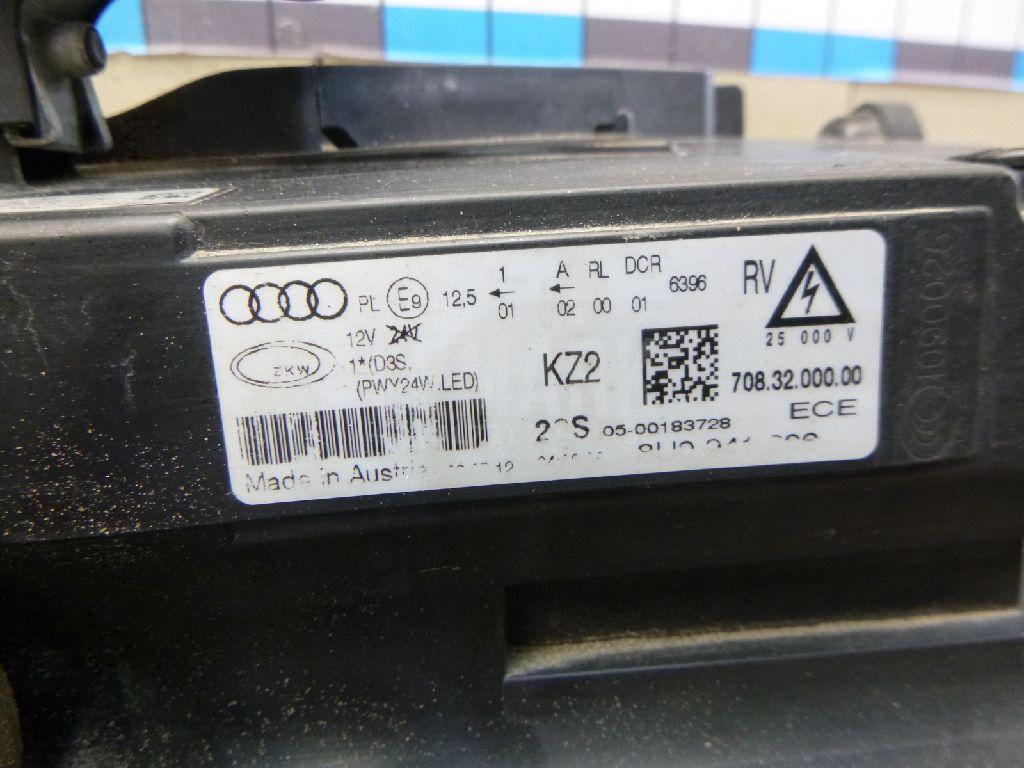 PL E9 12,5 1 A RL DCR 6396 RV
01 02 00 01
12V 24V
25 000 V
ZKW
1*(D3S,
(PWY24W,LED)
KZ2
708.32.000.00
ECE
05-00183728
Made in Austria